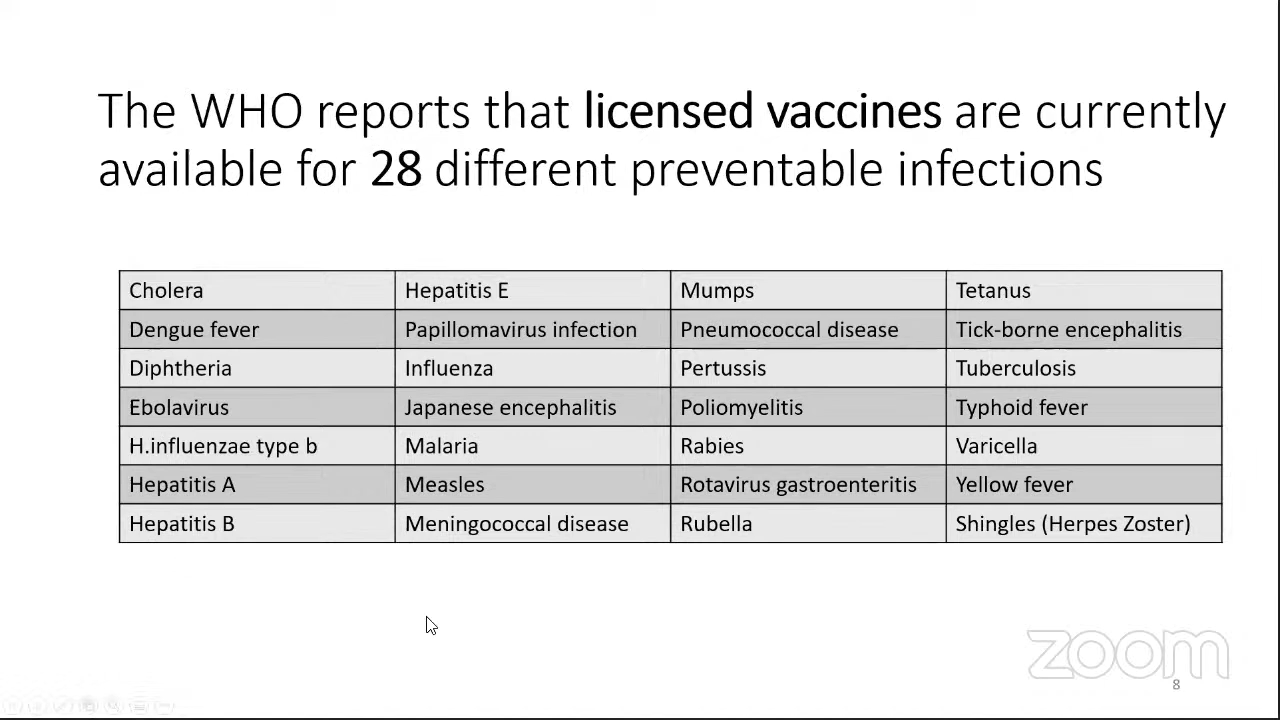 The WHO reports that licensed vaccines are currently
available for 28 different preventable infections
Cholera Hepatitis E Mumps Tetanus
Dengue fever Papillomavirus infection Pneumococcal disease Tick-borne encephalitis
Diphtheria Influenza Pertussis Tuberculosis
Ebolavirus Japanese encephalitis Poliomyelitis Typhoid fever
H.influenzae type b Malaria Rabies Varicella
Hepatitis A Measles Rotavirus gastroenteritis Yellow fever
Hepatitis B Meningococcal disease Rubella Shingles (Herpes Zoster)
zoom
8